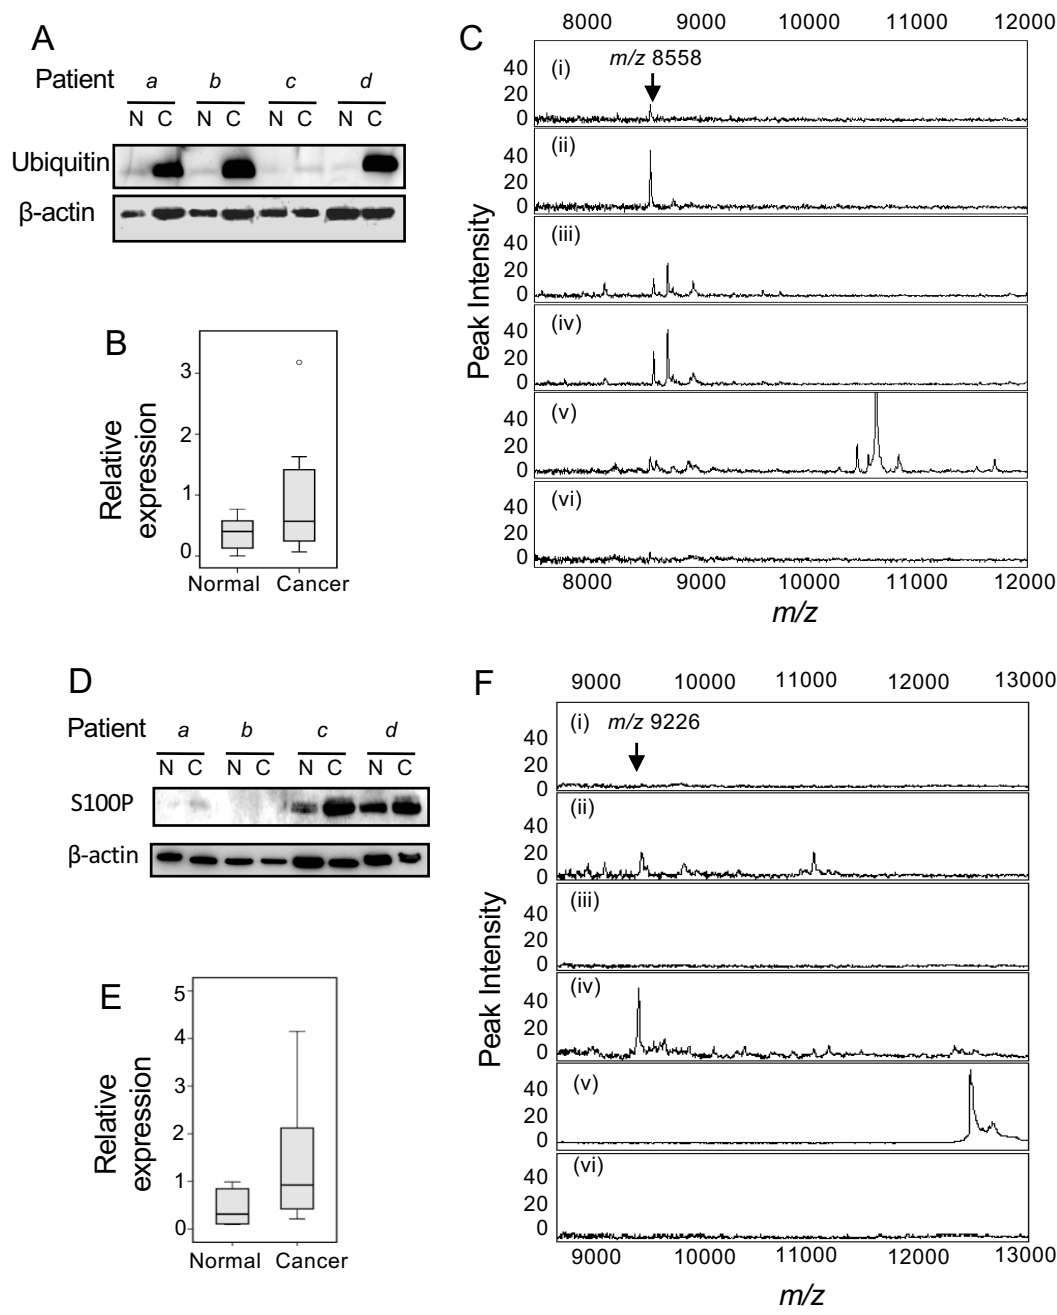 A
Patient a b c d
N C N C N C N C
Ubiquitin
β-actin
B
Relative
expression
3
2
1
0
Normal Cancer
C
8000 9000 10000 11000 12000
Peak Intensity
(i) m/z 8558
40
20
0
(ii)
40
20
0
(iii)
40
20
0
(iv)
40
20
0
(v)
40
20
0
(vi)
40
20
0
8000 9000 10000 11000 12000
m/z
D
Patient a b c d
N C N C N C N C
S100P
β-actin
E
Relative
expression
5
4
3
2
1
0
Normal Cancer
F
9000 10000 11000 12000 13000
Peak Intensity
(i) m/z 9226
40
20
0
(ii)
40
20
0
(iii)
40
20
0
(iv)
40
20
0
(v)
40
20
0
(vi)
40
20
0
9000 10000 11000 12000 13000
m/z